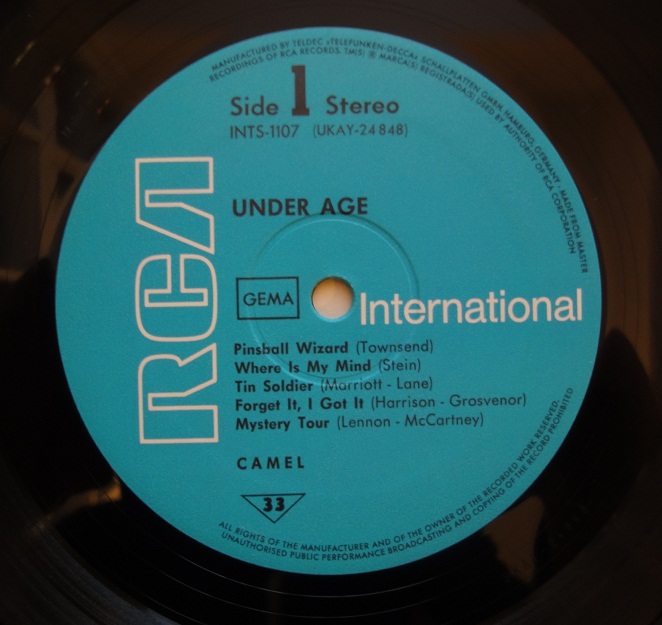 MANUFACTURED BY TELDEC »TELEFUNKEN-DECCA« SCHALLPLATTEN GMBH, HAMBURG, GERMANY · MADE FROM MASTER
RECORDINGS OF RCA RECORDS. TM(S) ® MARCA(S) REGISTRADA(S) USED BY AUTHORITY OF RCA CORPORATION
Side 1 Stereo
INTS-1107 (UKAY-24848)
UNDER AGE
RCA
GEMA
International
Pinsball Wizard (Townsend)
Where Is My Mind (Stein)
Tin Soldier (Marriott - Lane)
Forget It, I Got It (Harrison - Grosvenor)
Mystery Tour (Lennon - McCartney)
CAMEL
33
ALL RIGHTS OF THE MANUFACTURER AND OF THE OWNER OF THE RECORDED WORK RESERVED.
UNAUTHORISED PUBLIC PERFORMANCE BROADCASTING AND COPYING OF THE RECORD PROHIBITED